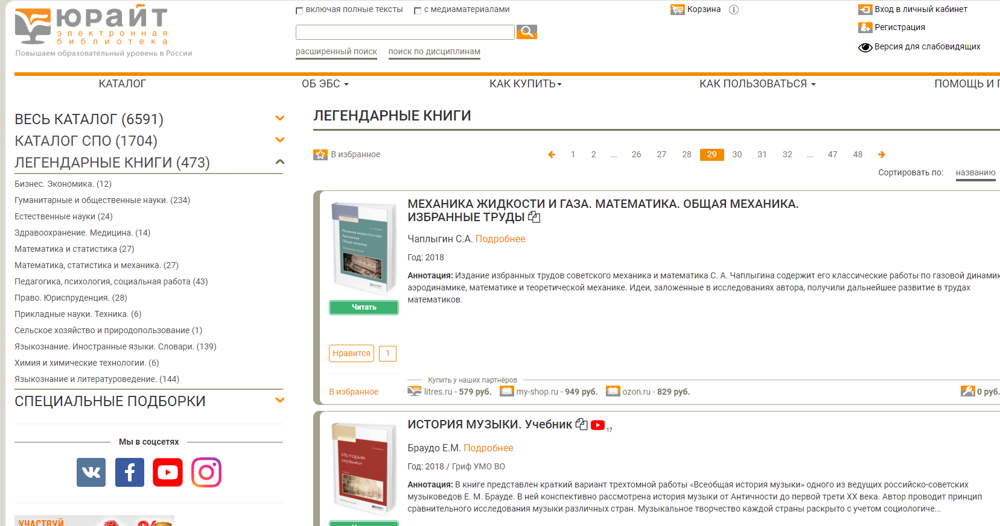 ЮРАЙТ
электронная
библиотека
Повышаем образовательный уровень в России
включая полные тексты
с медиаматериалами
расширенный поиск
поиск по дисциплинам
Корзина
Вход в личный кабинет
Регистрация
Версия для слабовидящих
КАТАЛОГ
ОБ ЭБС
КАК КУПИТЬ
КАК ПОЛЬЗОВАТЬСЯ
ПОМОЩЬ И
ВЕСЬ КАТАЛОГ (6591)
КАТАЛОГ СПО (1704)
ЛЕГЕНДАРНЫЕ КНИГИ (473)
Бизнес. Экономика. (12)
Гуманитарные и общественные науки. (234)
Естественные науки (24)
Здравоохранение. Медицина. (14)
Математика и статистика (27)
Математика, статистика и механика. (27)
Педагогика, психология, социальная работа (43)
Право. Юриспруденция. (28)
Прикладные науки. Техника. (6)
Сельское хозяйство и природопользование (1)
Языкознание. Иностранные языки. Словари. (139)
Химия и химические технологии. (6)
Языкознание и литературоведение. (144)
СПЕЦИАЛЬНЫЕ ПОДБОРКИ
Мы в соцсетях
УЧАСТВУЙ
ЛЕГЕНДАРНЫЕ КНИГИ
В избранное
1 2 ... 26 27 28 29 30 31 32 ... 47 48
Сортировать по: названию
МЕХАНИКА ЖИДКОСТИ И ГАЗА. МАТЕМАТИКА. ОБЩАЯ МЕХАНИКА.
ИЗБРАННЫЕ ТРУДЫ
Чаплыгин С.А. Подробнее
Год: 2018
Аннотация: Издание избранных трудов советского механика и математика С. А. Чаплыгина содержит его классические работы по газовой динамик
аэродинамике, математике и теоретической механике. Идеи, заложенные в исследованиях автора, получили дальнейшее развитие в трудах
математиков.
Механика жидкости и газа
Математика
Общая механика
Избранные труды
Читать
Нравится 1
В избранное
Купить у наших партнёров
litres.ru - 579 руб.
my-shop.ru - 949 руб.
ozon.ru - 829 руб.
0 руб.
ИСТОРИЯ МУЗЫКИ. Учебник
17
Браудо Е.М. Подробнее
Год: 2018 / Гриф УМО ВО
Аннотация: В книге представлен краткий вариант трехтомной работы «Всеобщая история музыки» одного из ведущих российско-советских
музыковедов Е. М. Брауде. В ней конспективно рассмотрена история музыки от Античности до первой трети XX века. Автор проводит принцип
сравнительного исследования музыки различных стран. Музыкальное творчество каждой страны раскрыто с учетом социологиче...
История
музыки